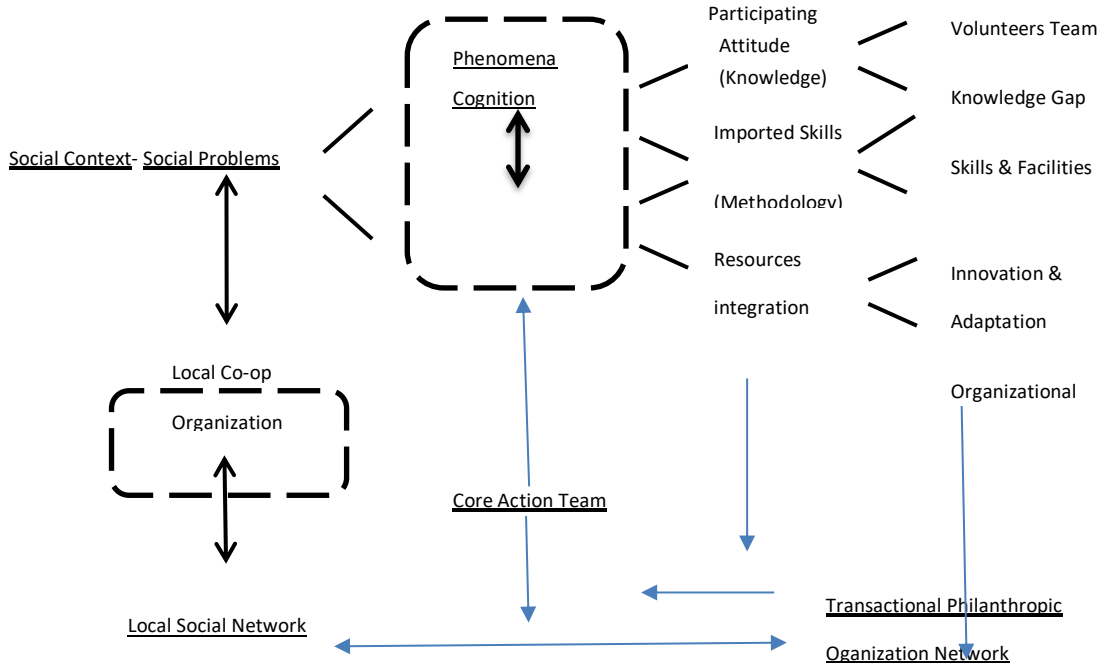 Social Context- Social Problems
Local Co-op
Organization
Local Social Network
Phenomena
Cognition
Core Action Team
Participating
Attitude
(Knowledge)
Imported Skills
(Methodology)
Resources
integration
Volunteers Team
Knowledge Gap
Skills & Facilities
Innovation &
Adaptation
Organizational
Transactional Philanthropic
Oganization Network